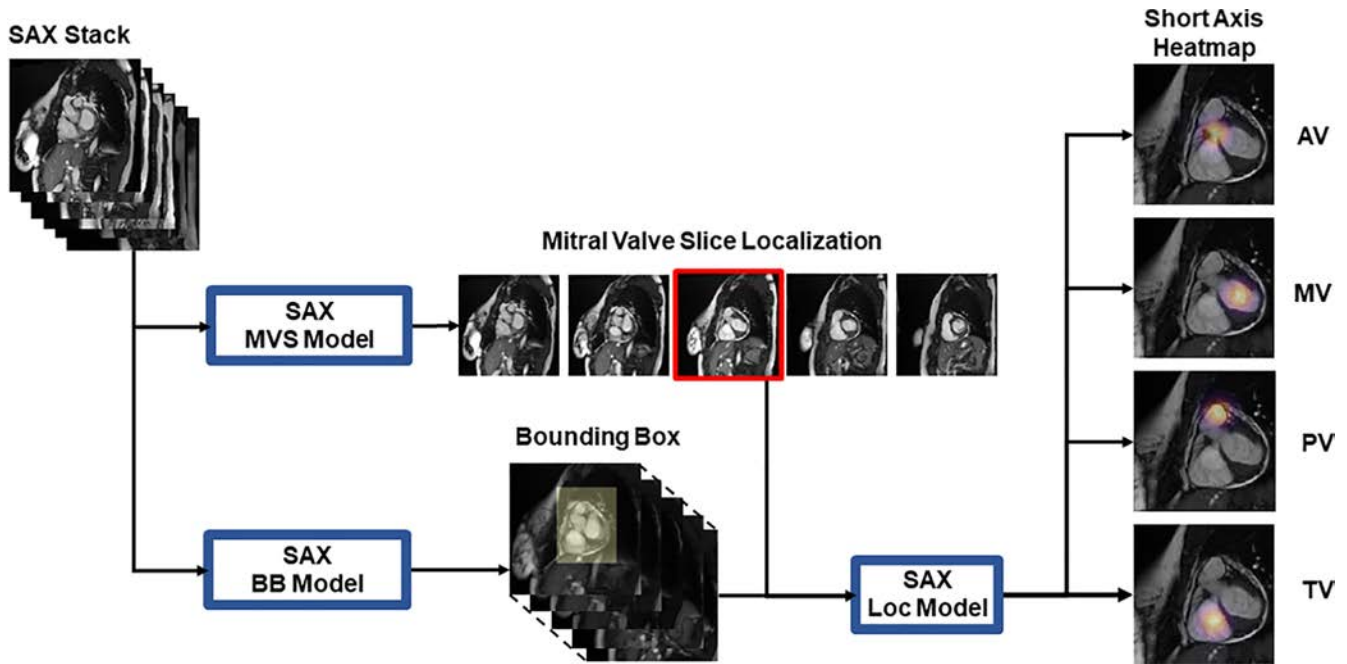 SAX Stack
Short Axis
Heatmap
AV
Mitral Valve Slice Localization
MV
SAX
MVS Model
Bounding Box
PV
SAX
BB Model
SAX
Loc Model
TV